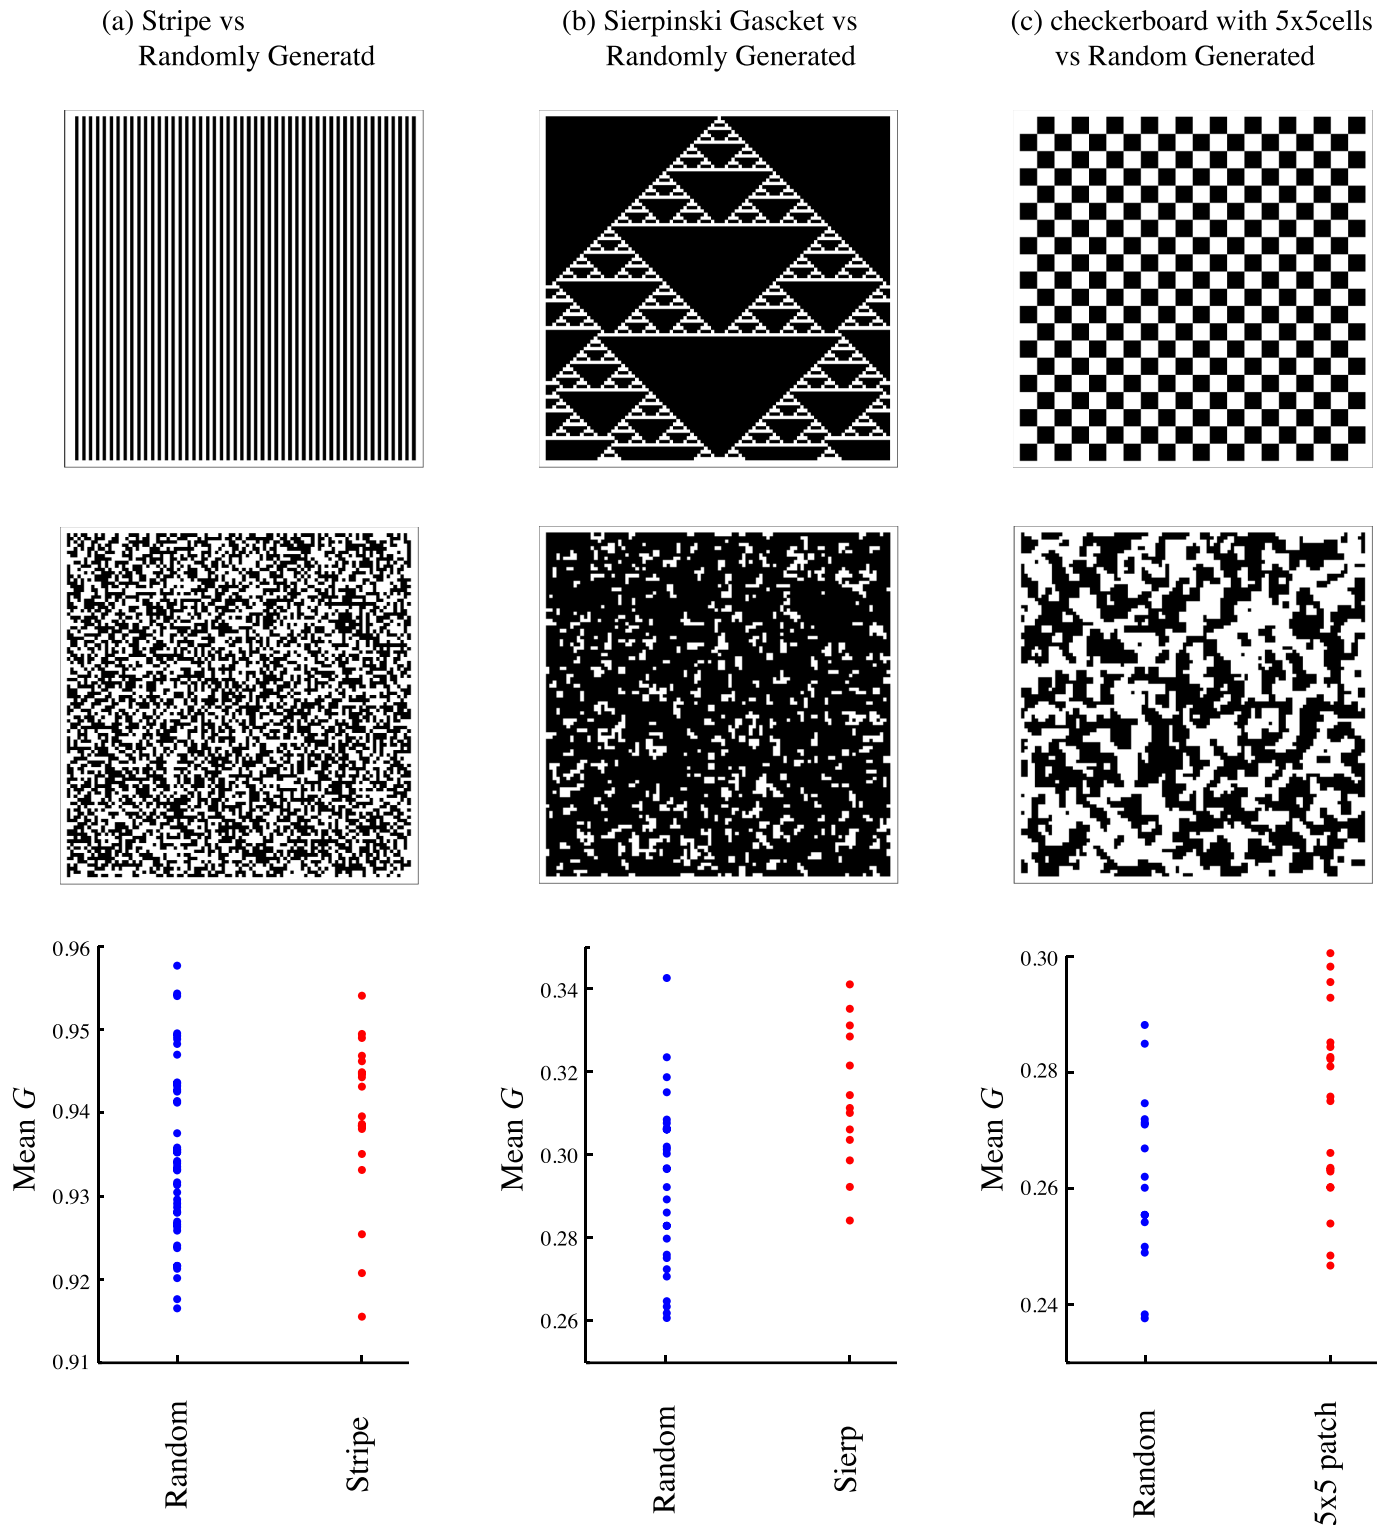 (a) Stripe vs
Randomly Generatd
(b) Sierpinski Gascket vs
Randomly Generated
(c) checkerboard with 5x5cells
vs Random Generated
0.96
0.95
0.94
0.93
0.92
0.91
Mean G
Random
Stripe
0.34
0.32
0.30
0.28
0.26
Mean G
Random
Sierp
0.30
0.28
0.26
0.24
Mean G
Random
5x5 patch